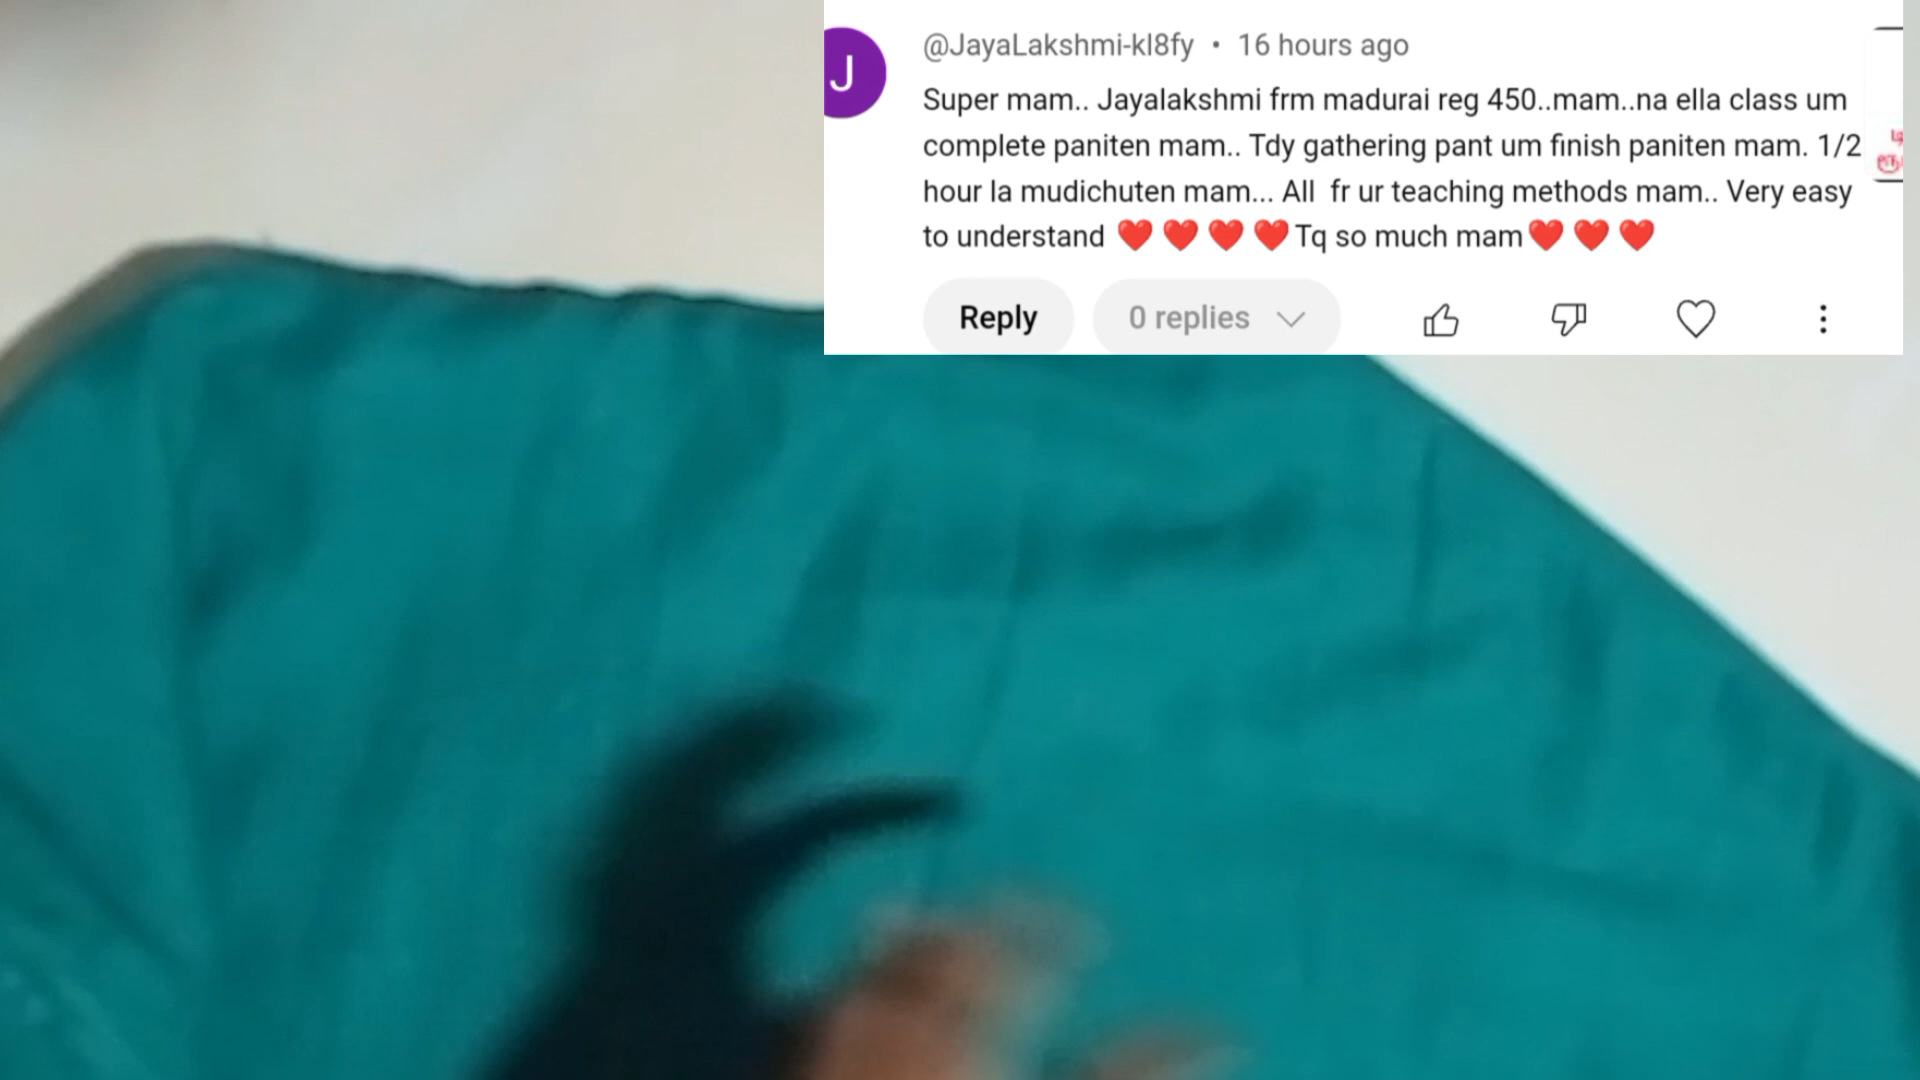 J
@JayaLakshmi-kl8fy • 16 hours ago
Super mam.. Jayalakshmi frm madurai reg 450..mam..na ella class um
complete paniten mam.. Tdy gathering pant um finish paniten mam. 1/2
hour la mudichuten mam... All fr ur teaching methods mam.. Very easy
to understand ❤️❤️❤️❤️Tq so much mam❤️❤️❤️
Reply
0 replies